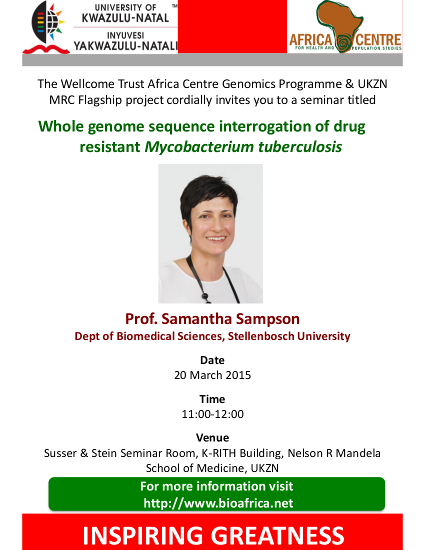 UNIVERSITY OF
KWAZULU-NATAL
INYUVESI
YAKWAZULU-NATALI
TM
AFRICA CENTRE
FOR HEALTH AND POPULATION STUDIES
The Wellcome Trust Africa Centre Genomics Programme & UKZN
MRC Flagship project cordially invites you to a seminar titled
Whole genome sequence interrogation of drug
resistant Mycobacterium tuberculosis
Prof. Samantha Sampson
Dept of Biomedical Sciences, Stellenbosch University
Date
20 March 2015
Time
11:00-12:00
Venue
Susser & Stein Seminar Room, K-RITH Building, Nelson R Mandela
School of Medicine, UKZN
For more information visit
http://www.bioafrica.net
INSPIRING GREATNESS